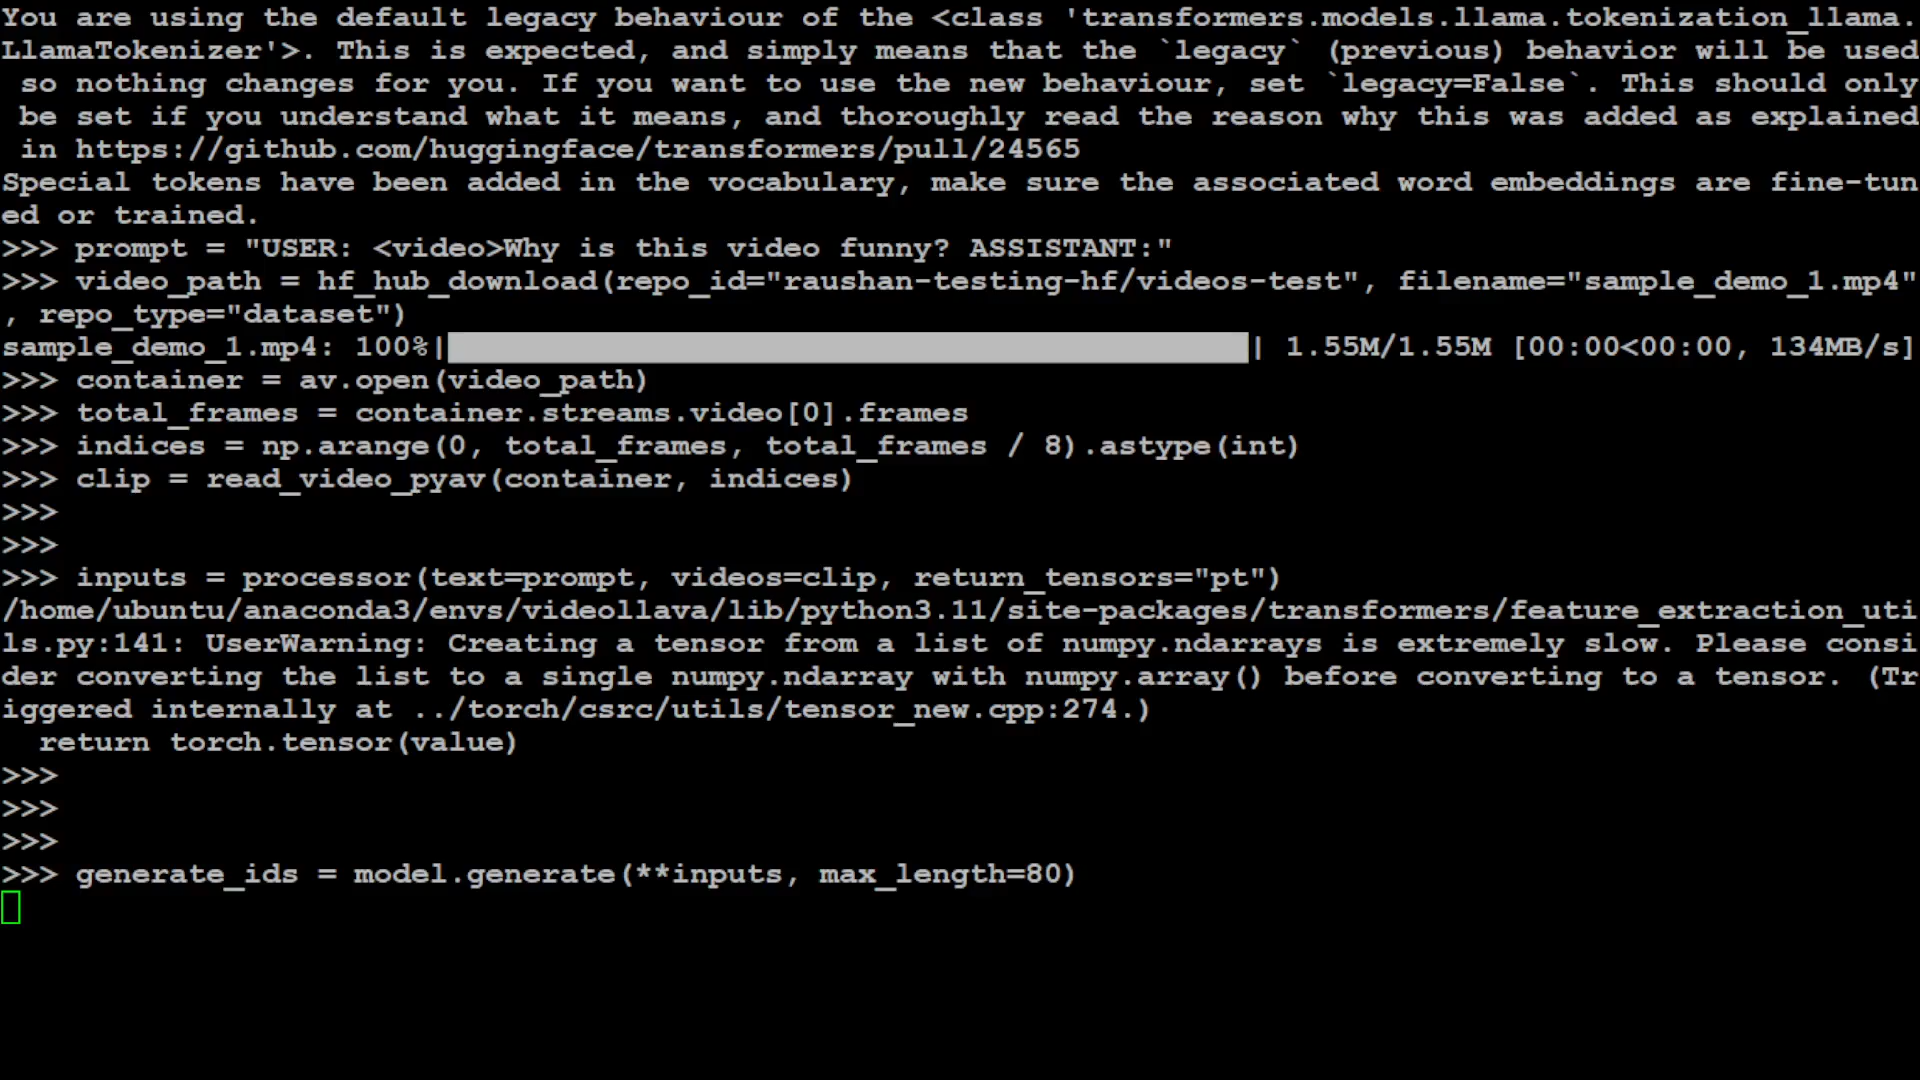 You are using the default legacy behaviour of the <class 'transformers.models.llama.tokenization_llama.
LlamaTokenizer'>. This is expected, and simply means that the `legacy` (previous) behavior will be used
 so nothing changes for you. If you want to use the new behaviour, set `legacy=False`. This should only
 be set if you understand what it means, and thoroughly read the reason why this was added as explained
 in https://github.com/huggingface/transformers/pull/24565
Special tokens have been added in the vocabulary, make sure the associated word embeddings are fine-tun
ed or trained.
>>> prompt = "USER: <video>Why is this video funny? ASSISTANT:"
>>> video_path = hf_hub_download(repo_id="raushan-testing-hf/videos-test", filename="sample_demo_1.mp4"
, repo_type="dataset")
sample_demo_1.mp4: 100%|          | 1.55M/1.55M [00:00<00:00, 134MB/s]
>>> container = av.open(video_path)
>>> total_frames = container.streams.video[0].frames
>>> indices = np.arange(0, total_frames, total_frames / 8).astype(int)
>>> clip = read_video_pyav(container, indices)
>>>
>>>
>>> inputs = processor(text=prompt, videos=clip, return_tensors="pt")
/home/ubuntu/anaconda3/envs/videollava/lib/python3.11/site-packages/transformers/feature_extraction_uti
ls.py:141: UserWarning: Creating a tensor from a list of numpy.ndarrays is extremely slow. Please consi
der converting the list to a single numpy.ndarray with numpy.array() before converting to a tensor. (Tr
iggered internally at ../torch/csrc/utils/tensor_new.cpp:274.)
  return torch.tensor(value)
>>>
>>>
>>>
>>> generate_ids = model.generate(**inputs, max_length=80)